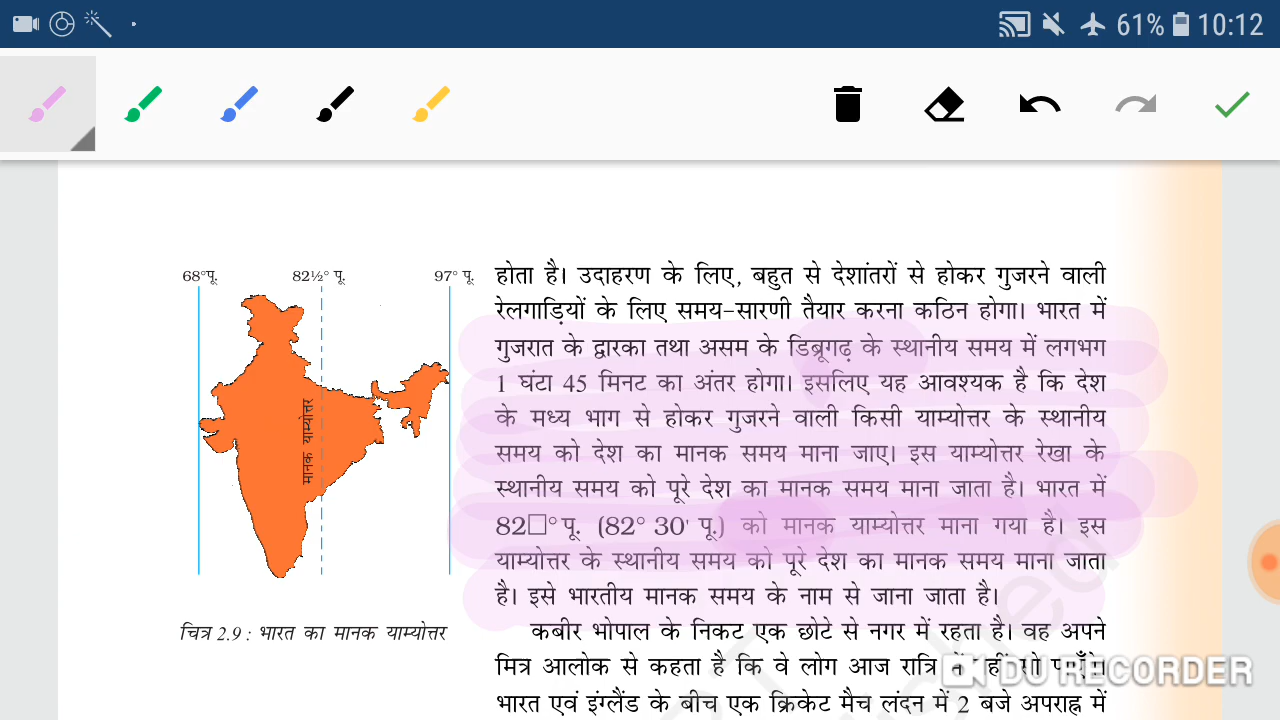 61% 10:12
68°पू. 82½° पू. 97° पू.
मानक याम्योत्तर
चित्र 2.9 : भारत का मानक याम्योत्तर
होता है। उदाहरण के लिए, बहुत से देशांतरों से होकर गुजरने वाली
रेलगाड़ियों के लिए समय-सारणी तैयार करना कठिन होगा। भारत में
गुजरात के द्वारका तथा असम के डिब्रूगढ़ के स्थानीय समय में लगभग
1 घंटा 45 मिनट का अंतर होगा। इसलिए यह आवश्यक है कि देश
के मध्य भाग से होकर गुजरने वाली किसी याम्योत्तर के स्थानीय
समय को देश का मानक समय माना जाए। इस याम्योत्तर रेखा के
स्थानीय समय को पूरे देश का मानक समय माना जाता है। भारत में
82□° पू. (82° 30' पू.) को मानक याम्योत्तर माना गया है। इस
याम्योत्तर के स्थानीय समय को पूरे देश का मानक समय माना जाता
है। इसे भारतीय मानक समय के नाम से जाना जाता है।
कबीर भोपाल के निकट एक छोटे से नगर में रहता है। वह अपने
मित्र आलोक से कहता है कि वे लोग आज रात्रि में नहीं सो पाएँगे।
भारत एवं इंग्लैंड के बीच एक क्रिकेट मैच लंदन में 2 बजे अपराह्न में
DU RECORDER